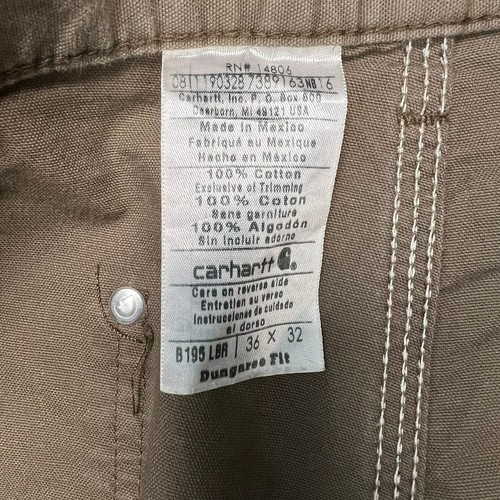 RN# 14806
0811190328738916 3NB16
Carhartt, Inc. P. O. Box 600
Dearborn, MI 48121 USA
Made in Mexico
Fabriqué au Mexique
Hecho en México
100% Cotton
Exclusive of Trimming
100% Coton
Sans garniture
100% Algodón
Sin incluir adorno
carhartt
Care on reverse side
Entretien au verso
Instrucciones de cuidado
al dorso
B195 LBR | 36 X 32
Dungaree Fit